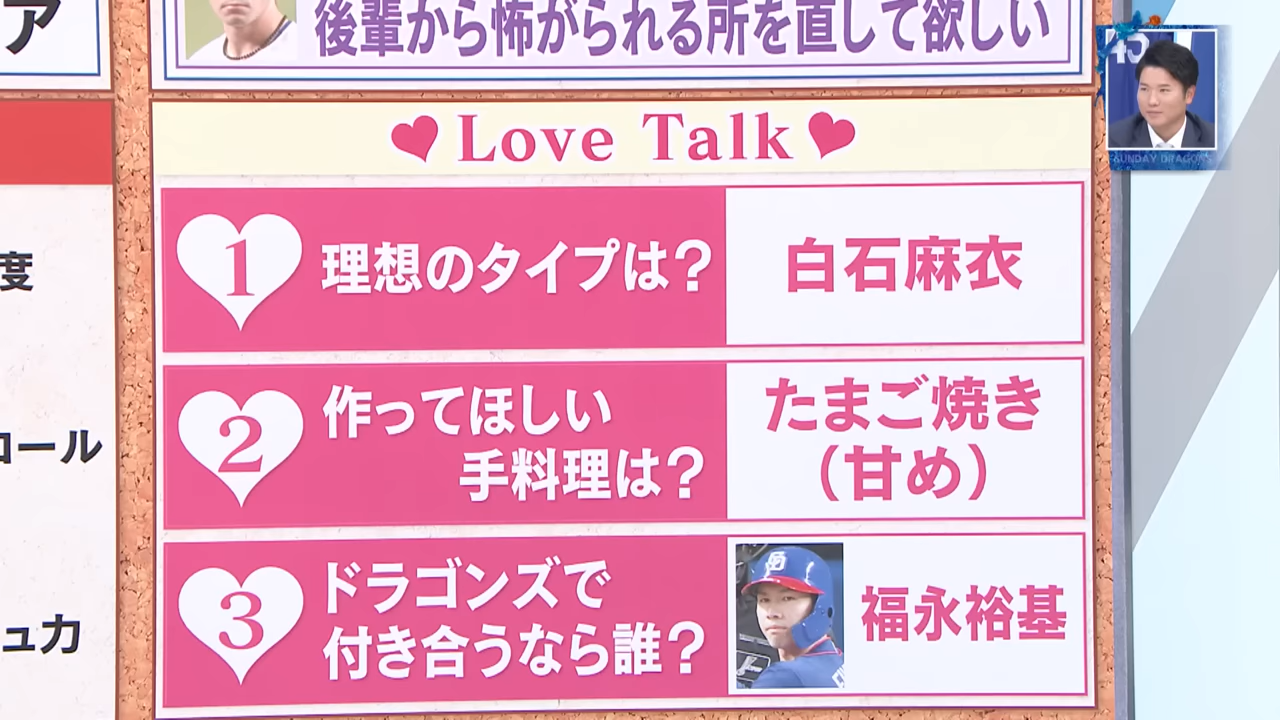 ア
後輩から怖がられる所を直して欲しい
Love Talk
1
理想のタイプは?
白石麻衣
2
作ってほしい
手料理は?
たまご焼き
(甘め)
3
ドラゴンズで
付き合うなら誰?
福永裕基
度
ロール
ュ力
SUNDAY DRAGONS